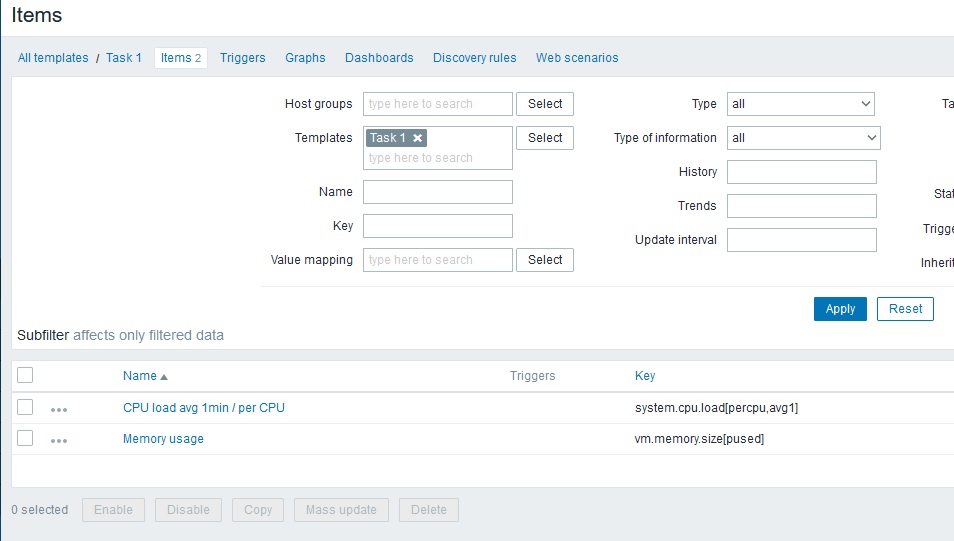 Items
All templates / Task 1 Items 2 Triggers Graphs Dashboards Discovery rules Web scenarios
Host groups type here to search Select Type all
Templates Task 1 type here to search Select Type of information all
History
Name Trends
Key Update interval
Value mapping type here to search Select
Apply Reset
Subfilter affects only filtered data
Name Triggers Key
CPU load avg 1min / per CPU system.cpu.load[percpu,avg1]
Memory usage vm.memory.size[pused]
0 selected Enable Disable Copy Mass update Delete